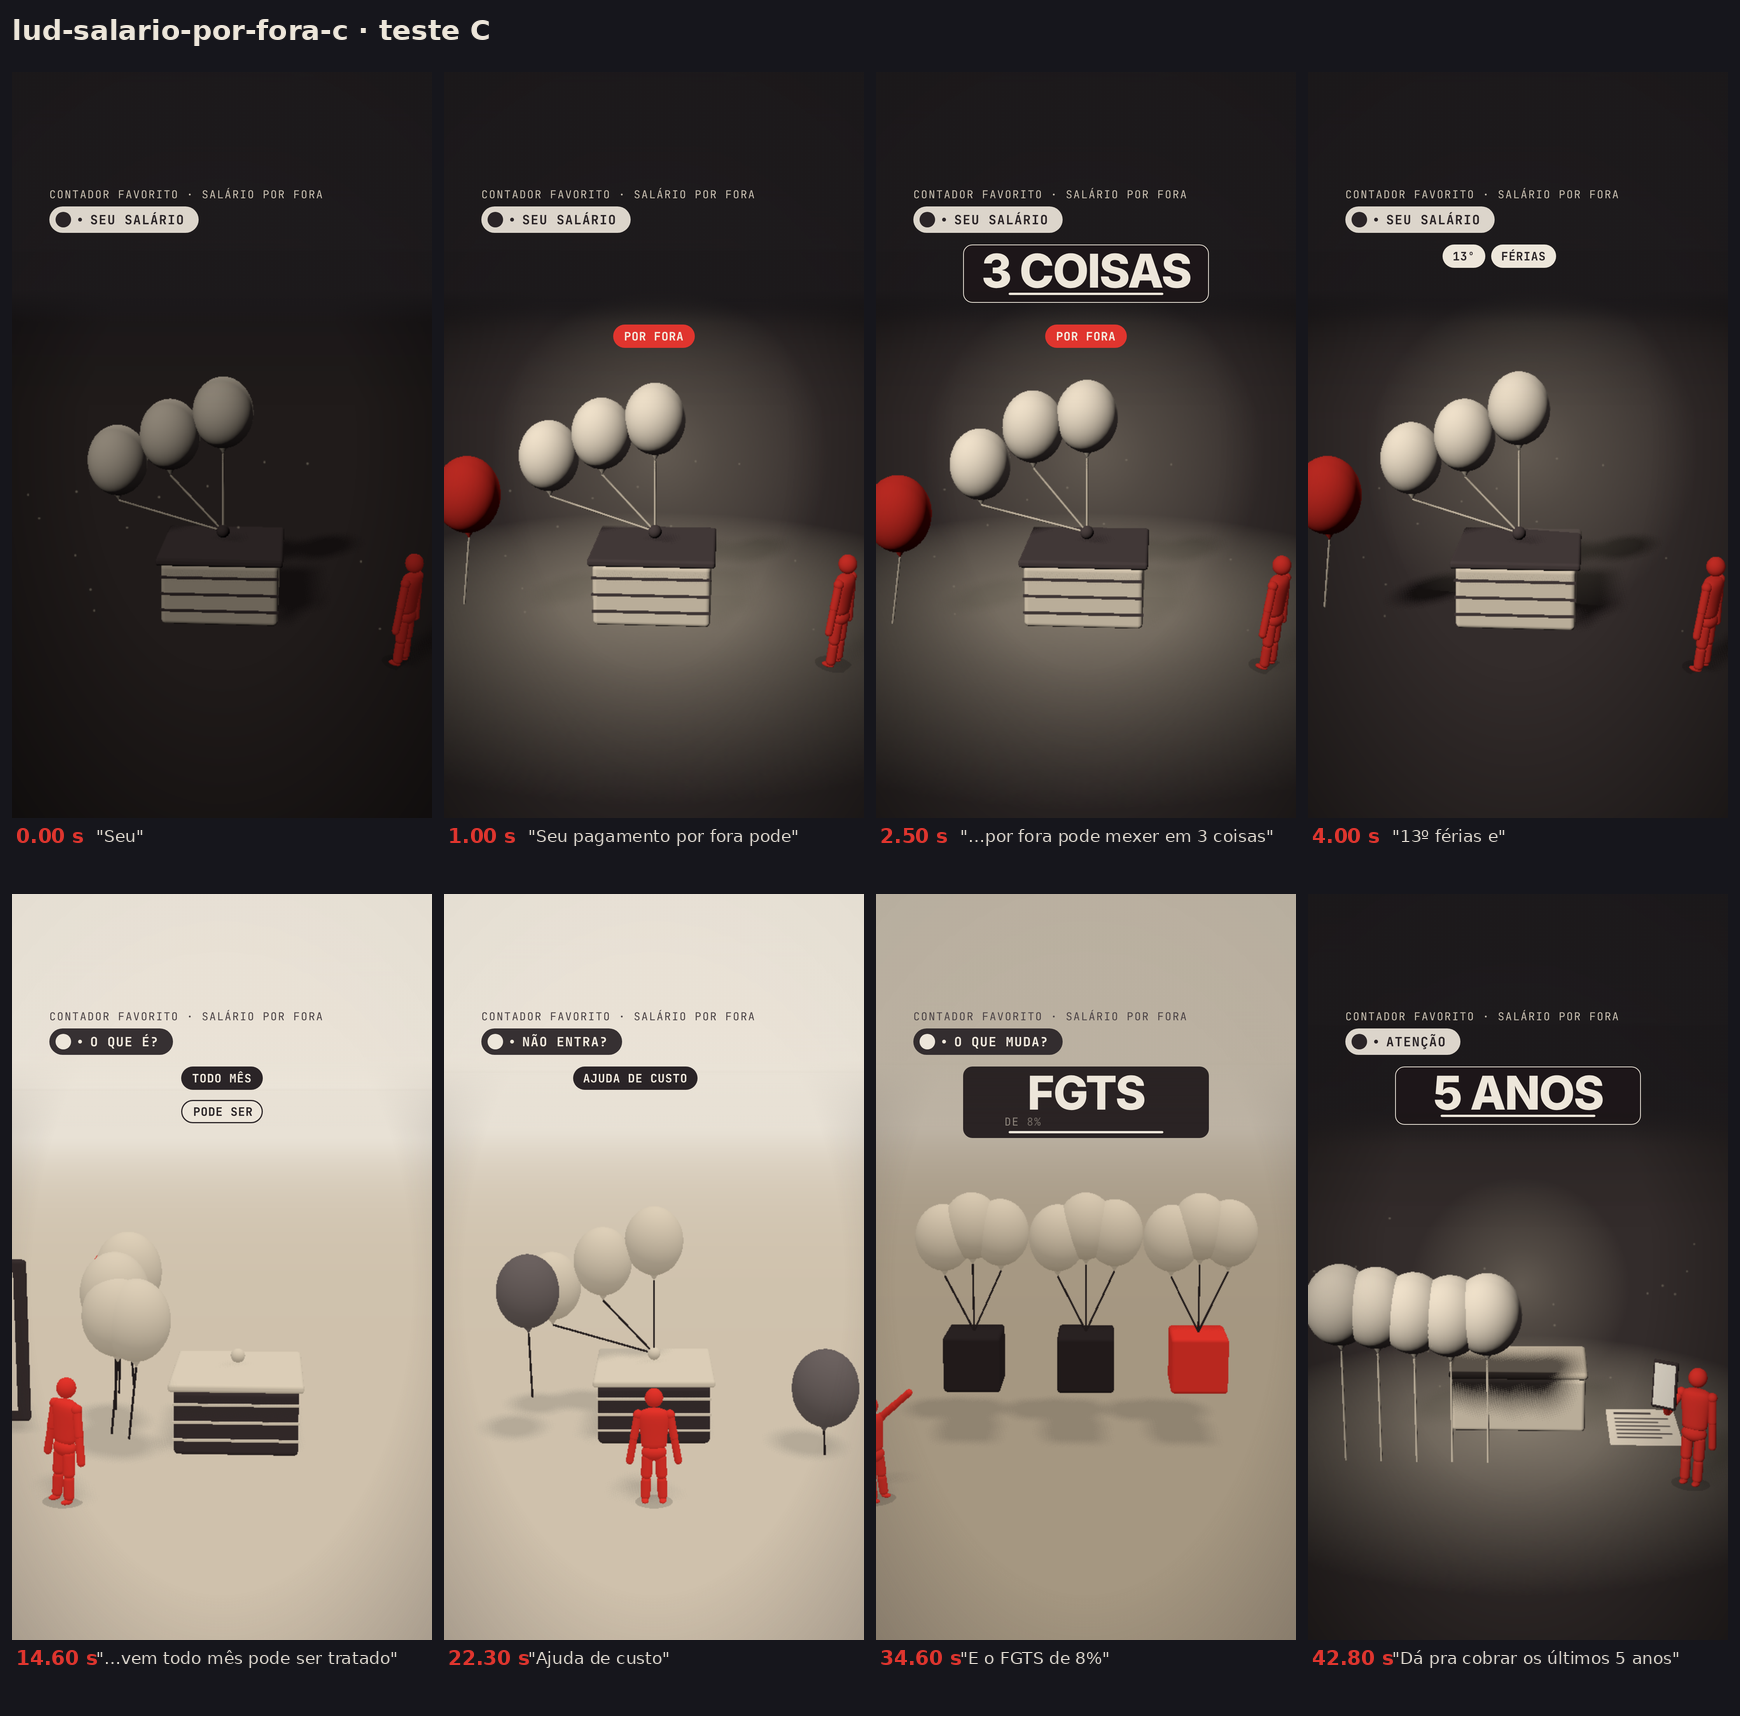 lud-salario-por-fora-c · teste C
CONTADOR FAVORITO · SALÁRIO POR FORA
• SEU SALÁRIO
0.00 s "Seu"
CONTADOR FAVORITO · SALÁRIO POR FORA
• SEU SALÁRIO
POR FORA
1.00 s "Seu pagamento por fora pode"
CONTADOR FAVORITO · SALÁRIO POR FORA
• SEU SALÁRIO
3 COISAS
POR FORA
2.50 s "...por fora pode mexer em 3 coisas"
CONTADOR FAVORITO · SALÁRIO POR FORA
• SEU SALÁRIO
13° FÉRIAS
4.00 s "13º férias e"
CONTADOR FAVORITO · SALÁRIO POR FORA
• O QUE É?
TODO MÊS
PODE SER
14.60 s "...vem todo mês pode ser tratado"
CONTADOR FAVORITO · SALÁRIO POR FORA
• NÃO ENTRA?
AJUDA DE CUSTO
22.30 s "Ajuda de custo"
CONTADOR FAVORITO · SALÁRIO POR FORA
• O QUE MUDA?
FGTS
DE 8%
34.60 s "E o FGTS de 8%"
CONTADOR FAVORITO · SALÁRIO POR FORA
• ATENÇÃO
5 ANOS
42.80 s "Dá pra cobrar os últimos 5 anos"